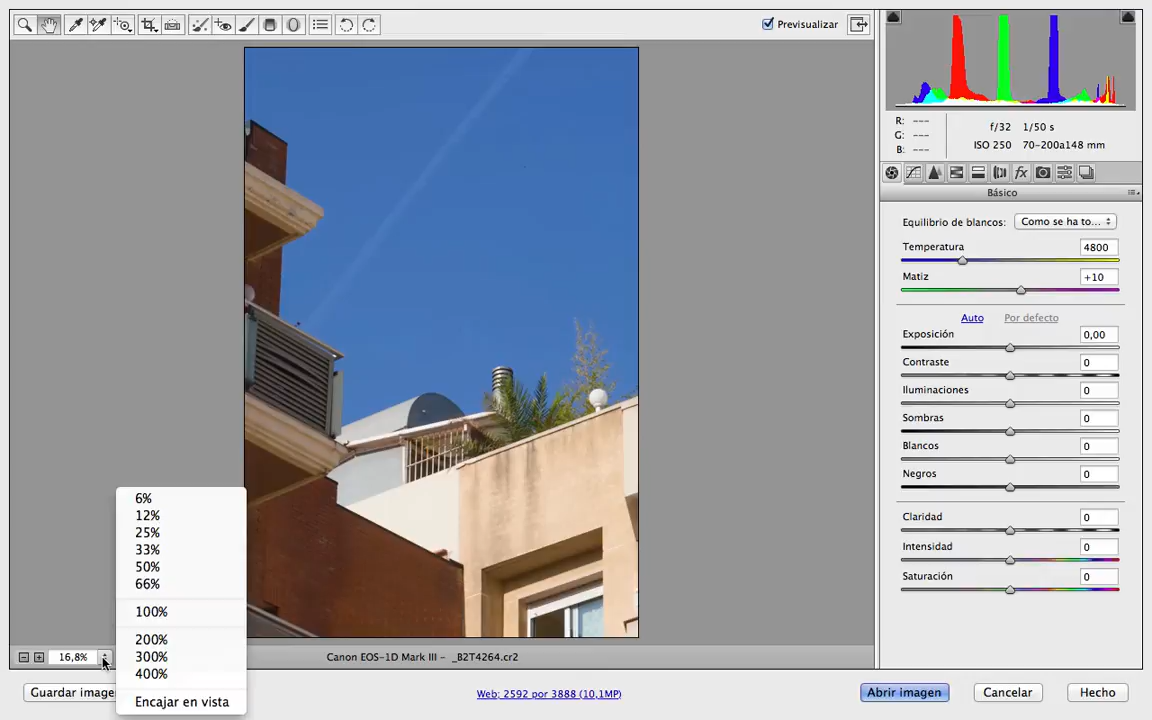 Previsualizar
R: ---
G: ---
B: ---
f/32 1/50 s
ISO 250 70-200a148 mm
fx
Básico
Equilibrio de blancos: Como se ha to...
Temperatura 4800
Matiz +10
Auto Por defecto
Exposición 0,00
Contraste 0
Iluminaciones 0
Sombras 0
Blancos 0
Negros 0
Claridad 0
Intensidad 0
Saturación 0
6%
12%
25%
33%
50%
66%
100%
200%
300%
400%
Encajar en vista
16,8%
Canon EOS-1D Mark III - _B2T4264.cr2
Guardar image
Web; 2592 por 3888 (10,1MP)
Abrir imagen
Cancelar
Hecho